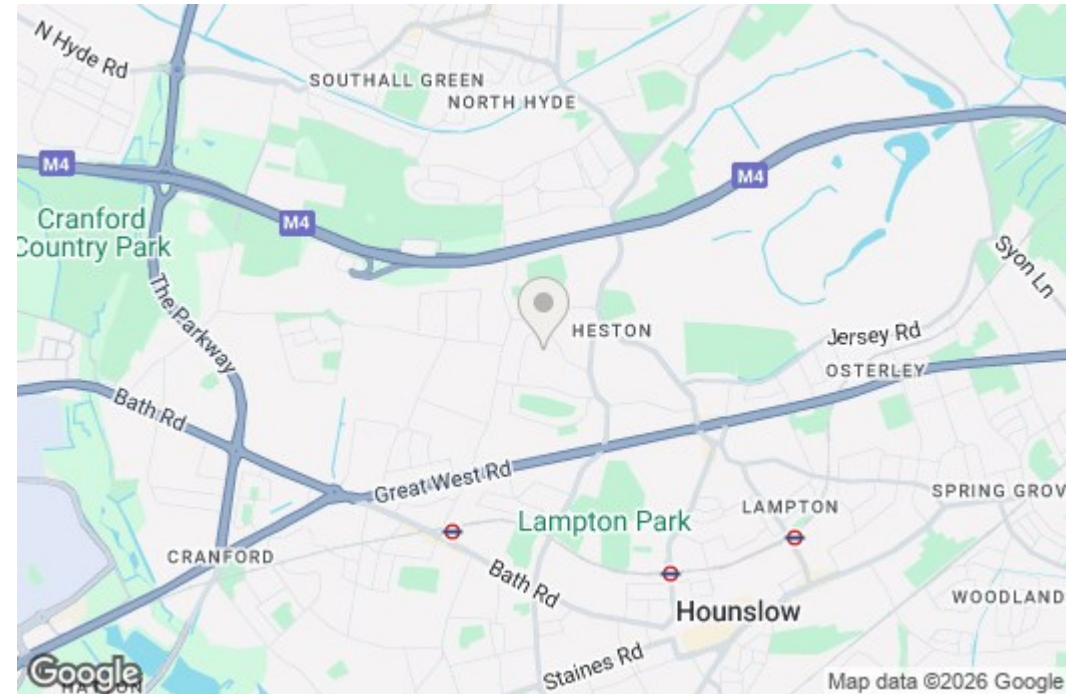 N Hyde Rd
SOUTHALL GREEN
NORTH HYDE
M4
M4
M4
Cranford
Country Park
Syon Ln
The Parkway
HESTON
Jersey Rd
OSTERLEY
Bath Rd
Great West Rd
SPRING GROV
LAMPTON
Lampton Park
CRANFORD
Bath Rd
Hounslow
WOODLAND
Staines Rd
Google
Map data ©2026 Google